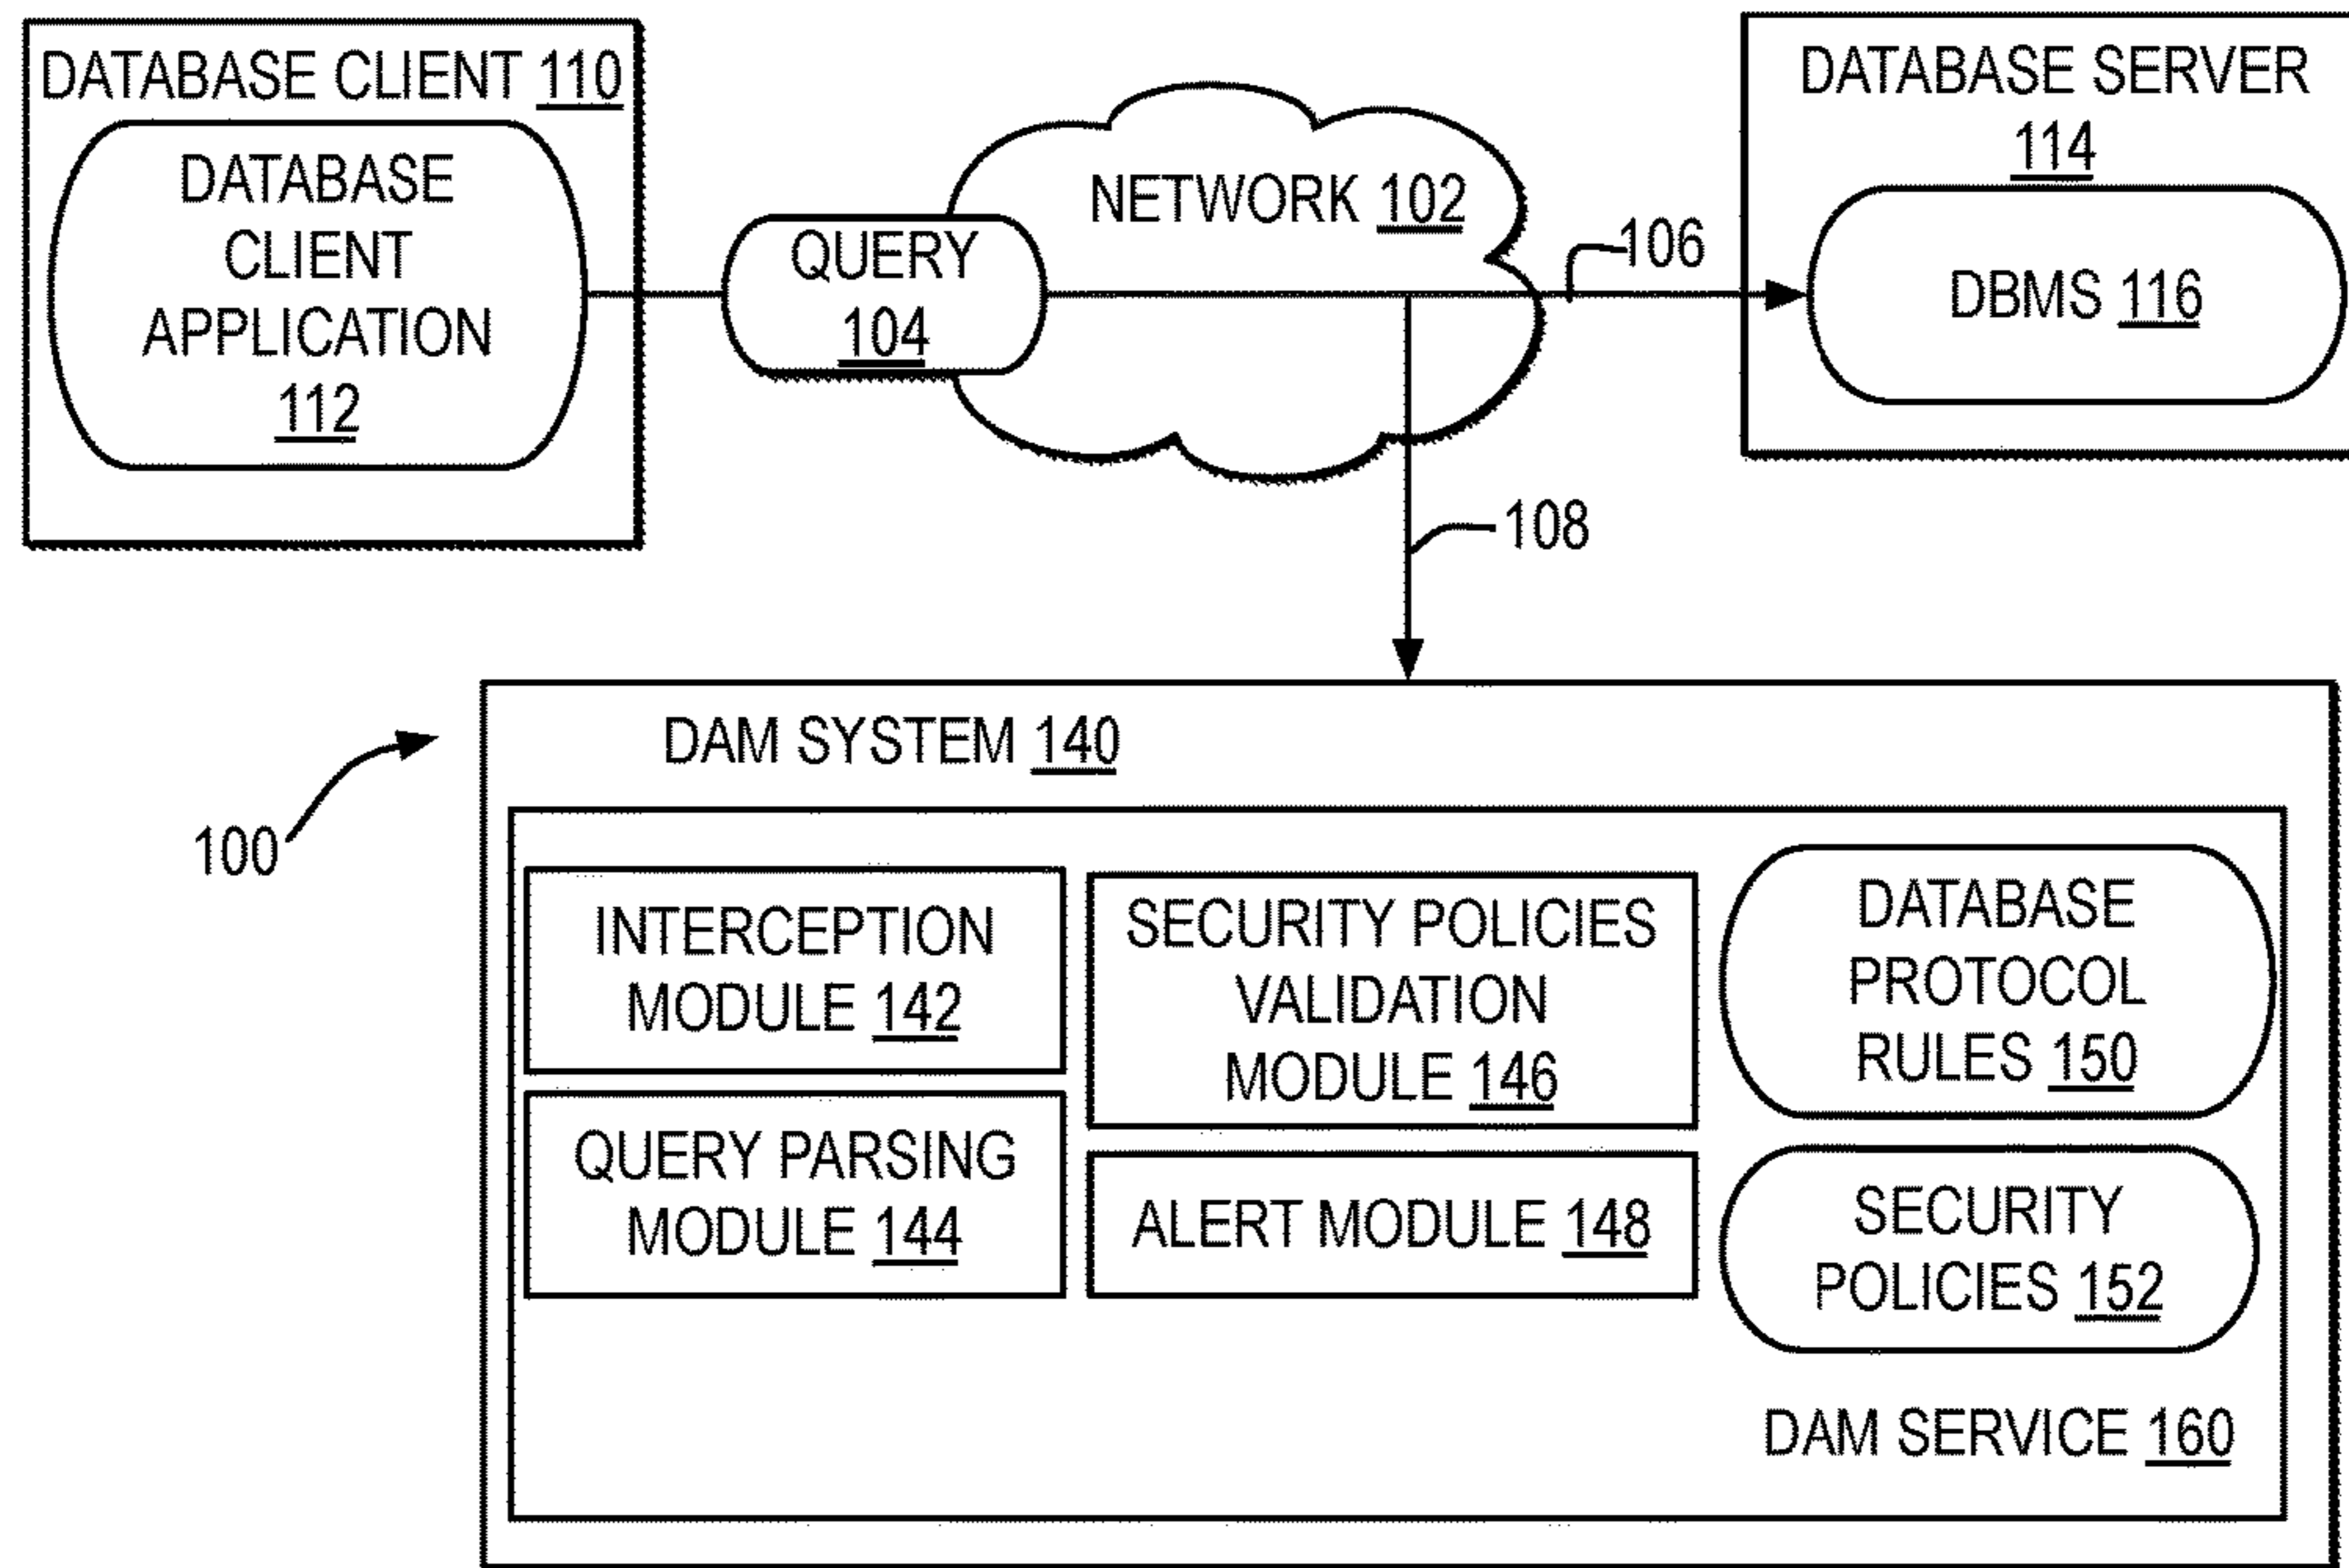 DATABASE CLIENT 110
DATABASE
CLIENT
APPLICATION
112
QUERY
104
NETWORK 102
106
DATABASE SERVER
114
DBMS 116
108
100
DAM SYSTEM 140
INTERCEPTION
MODULE 142
QUERY PARSING
MODULE 144
SECURITY POLICIES
VALIDATION
MODULE 146
ALERT MODULE 148
DATABASE
PROTOCOL
RULES 150
SECURITY
POLICIES 152
DAM SERVICE 160